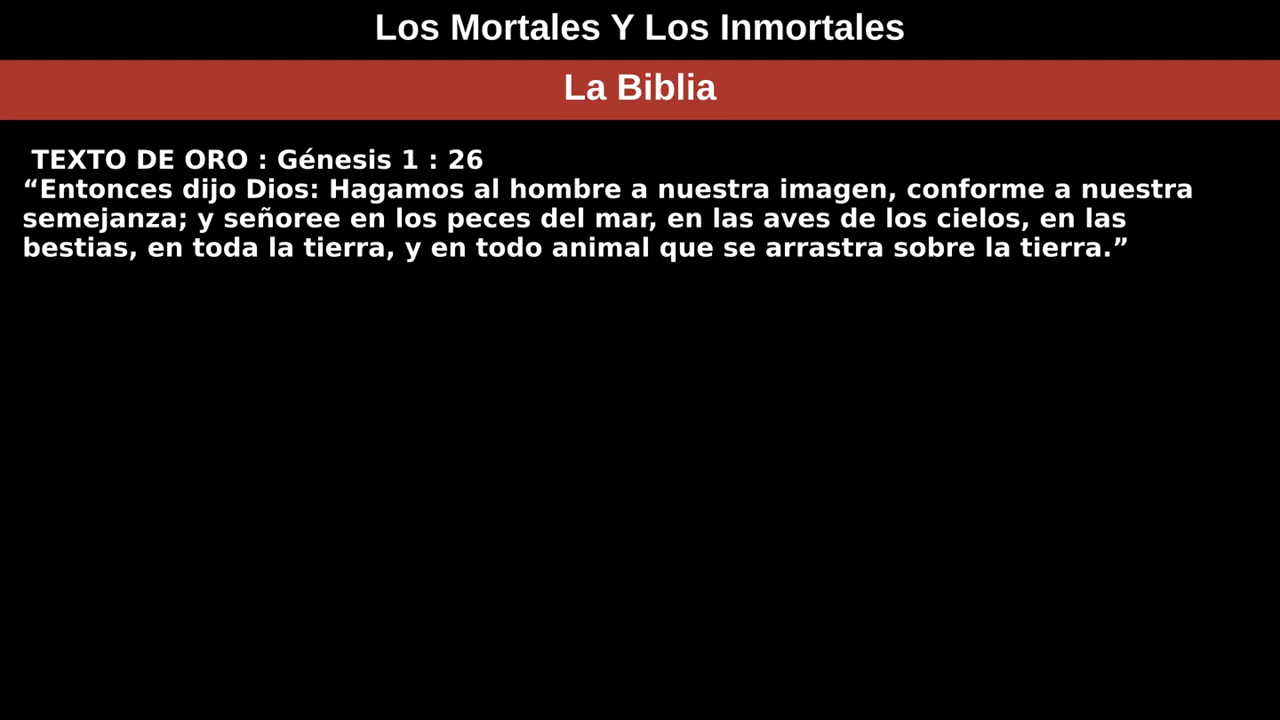 Los Mortales Y Los Inmortales
La Biblia
TEXTO DE ORO : Génesis 1 : 26
“Entonces dijo Dios: Hagamos al hombre a nuestra imagen, conforme a nuestra
semejanza; y señoree en los peces del mar, en las aves de los cielos, en las
bestias, en toda la tierra, y en todo animal que se arrastra sobre la tierra.”